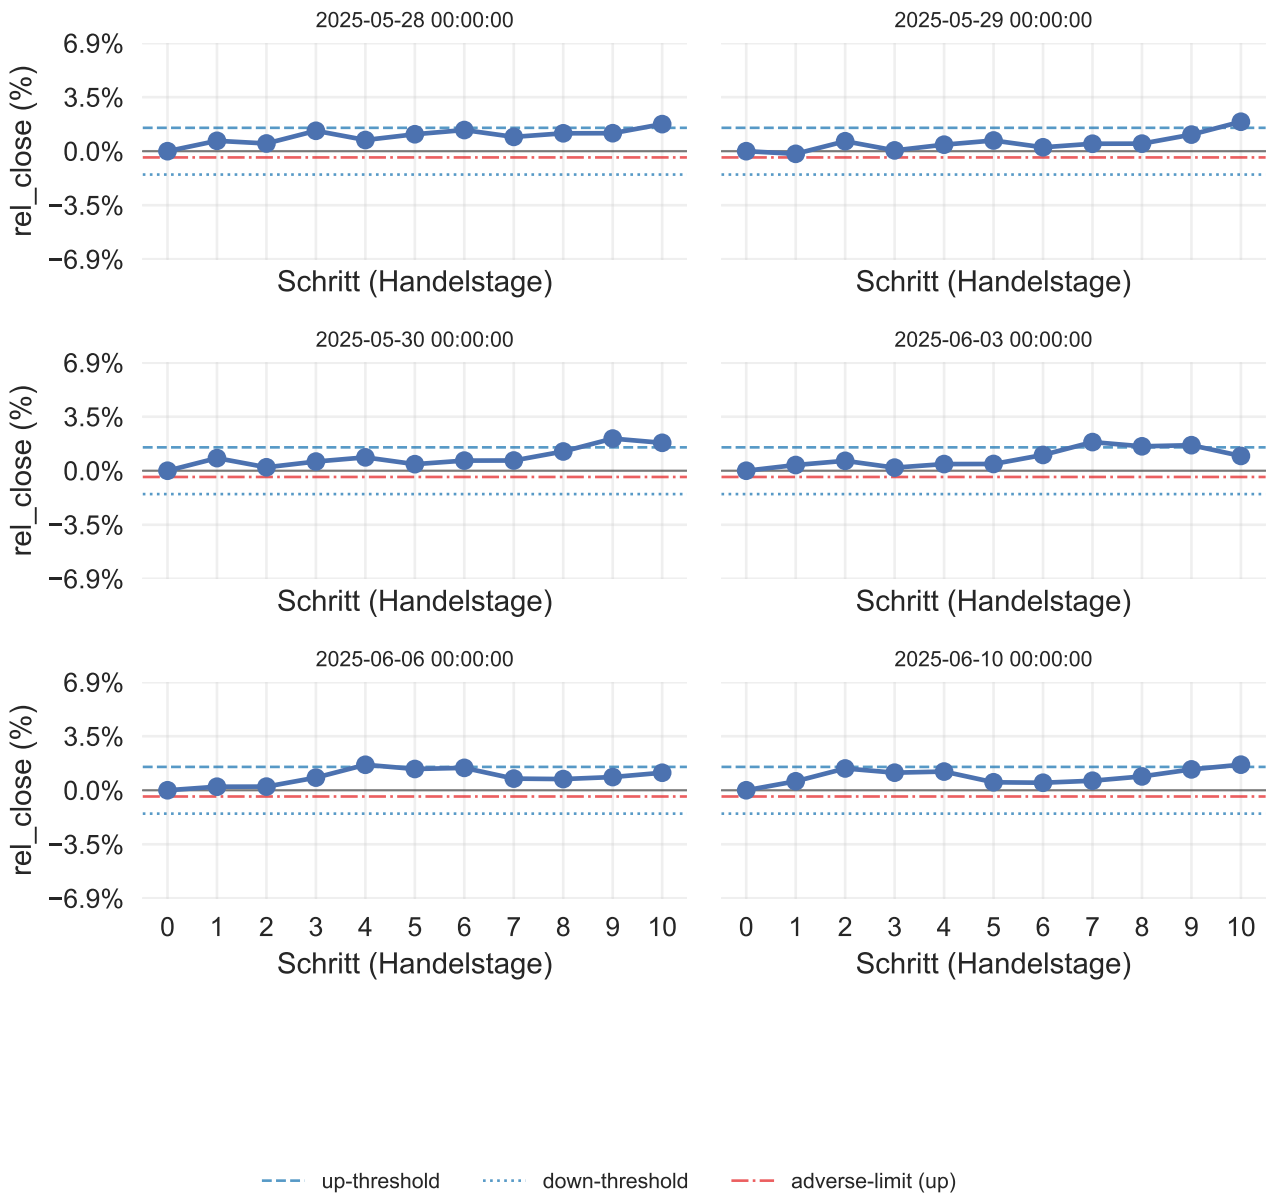 2025-05-28 00:00:00
2025-05-29 00:00:00
rel_close (%)
6.9%
3.5%
0.0%
−3.5%
−6.9%
Schritt (Handelstage)
Schritt (Handelstage)
2025-05-30 00:00:00
2025-06-03 00:00:00
rel_close (%)
6.9%
3.5%
0.0%
−3.5%
−6.9%
Schritt (Handelstage)
Schritt (Handelstage)
2025-06-06 00:00:00
2025-06-10 00:00:00
rel_close (%)
6.9%
3.5%
0.0%
−3.5%
−6.9%
0 1 2 3 4 5 6 7 8 9 10
0 1 2 3 4 5 6 7 8 9 10
Schritt (Handelstage)
Schritt (Handelstage)
up-threshold down-threshold adverse-limit (up)